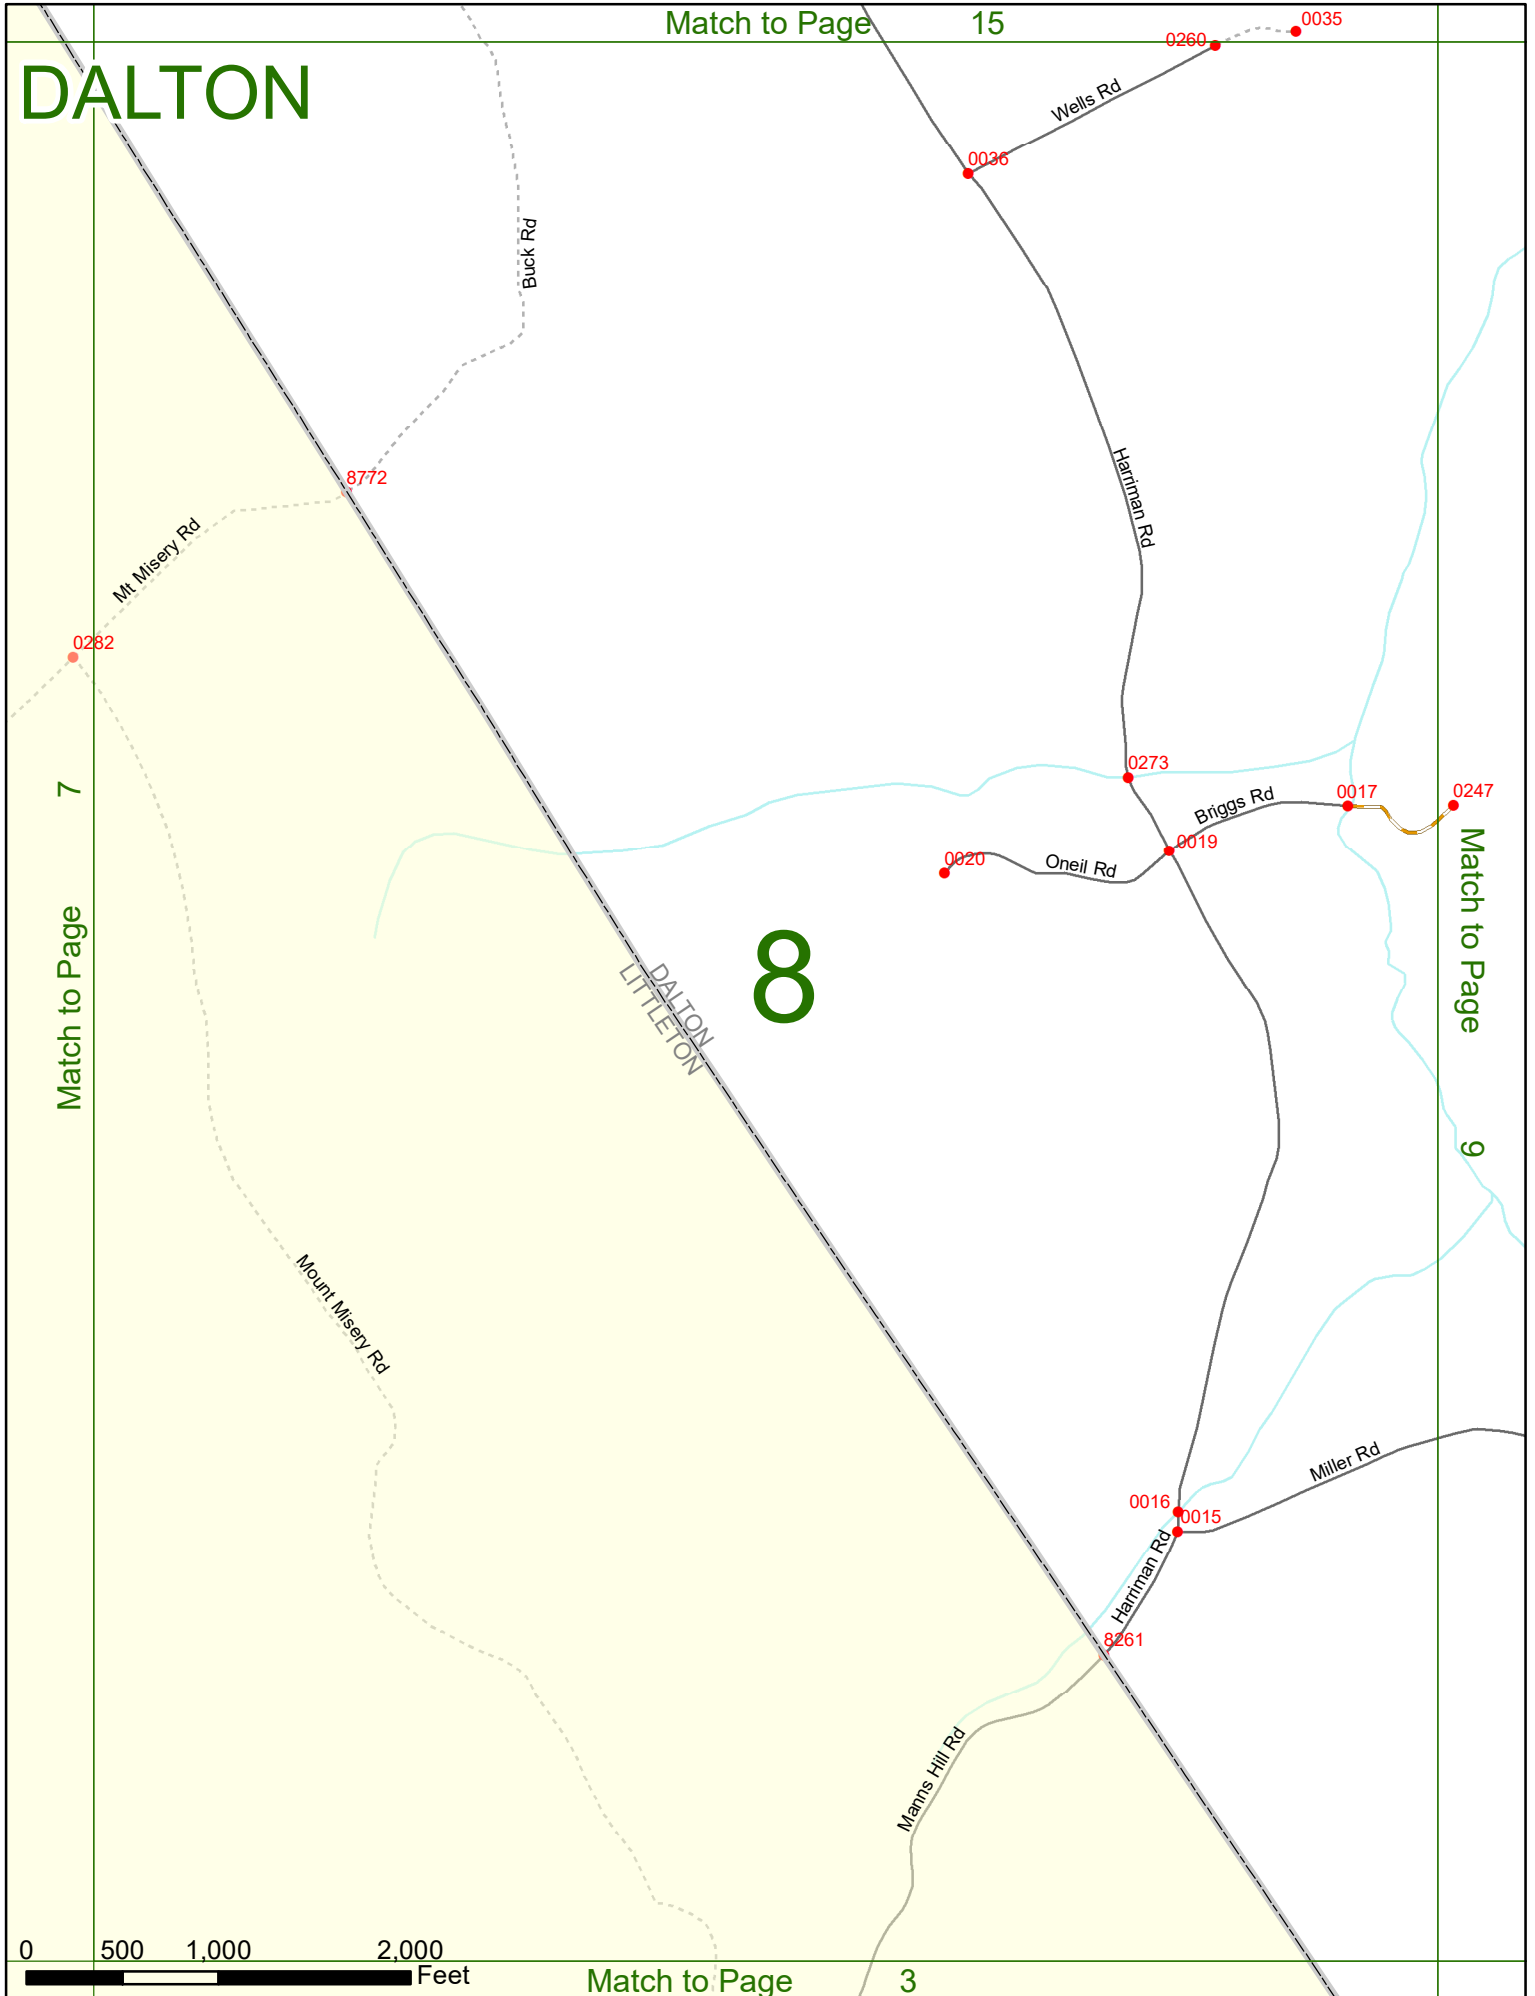 Match to Page 15
0035
0260
DALTON
Wells Rd
0036
Buck Rd
Harriman Rd
8772
Mt Misery Rd
0282
0273
7
Match to Page
Briggs Rd
0017
0247
0019
Oneil Rd
0020
Match to Page
9
8
DALTON
LITTLETON
Mount Misery Rd
Miller Rd
0016
0015
Harriman Rd
8261
Manns Hill Rd
0 500 1,000 2,000
Feet
Match to Page 3